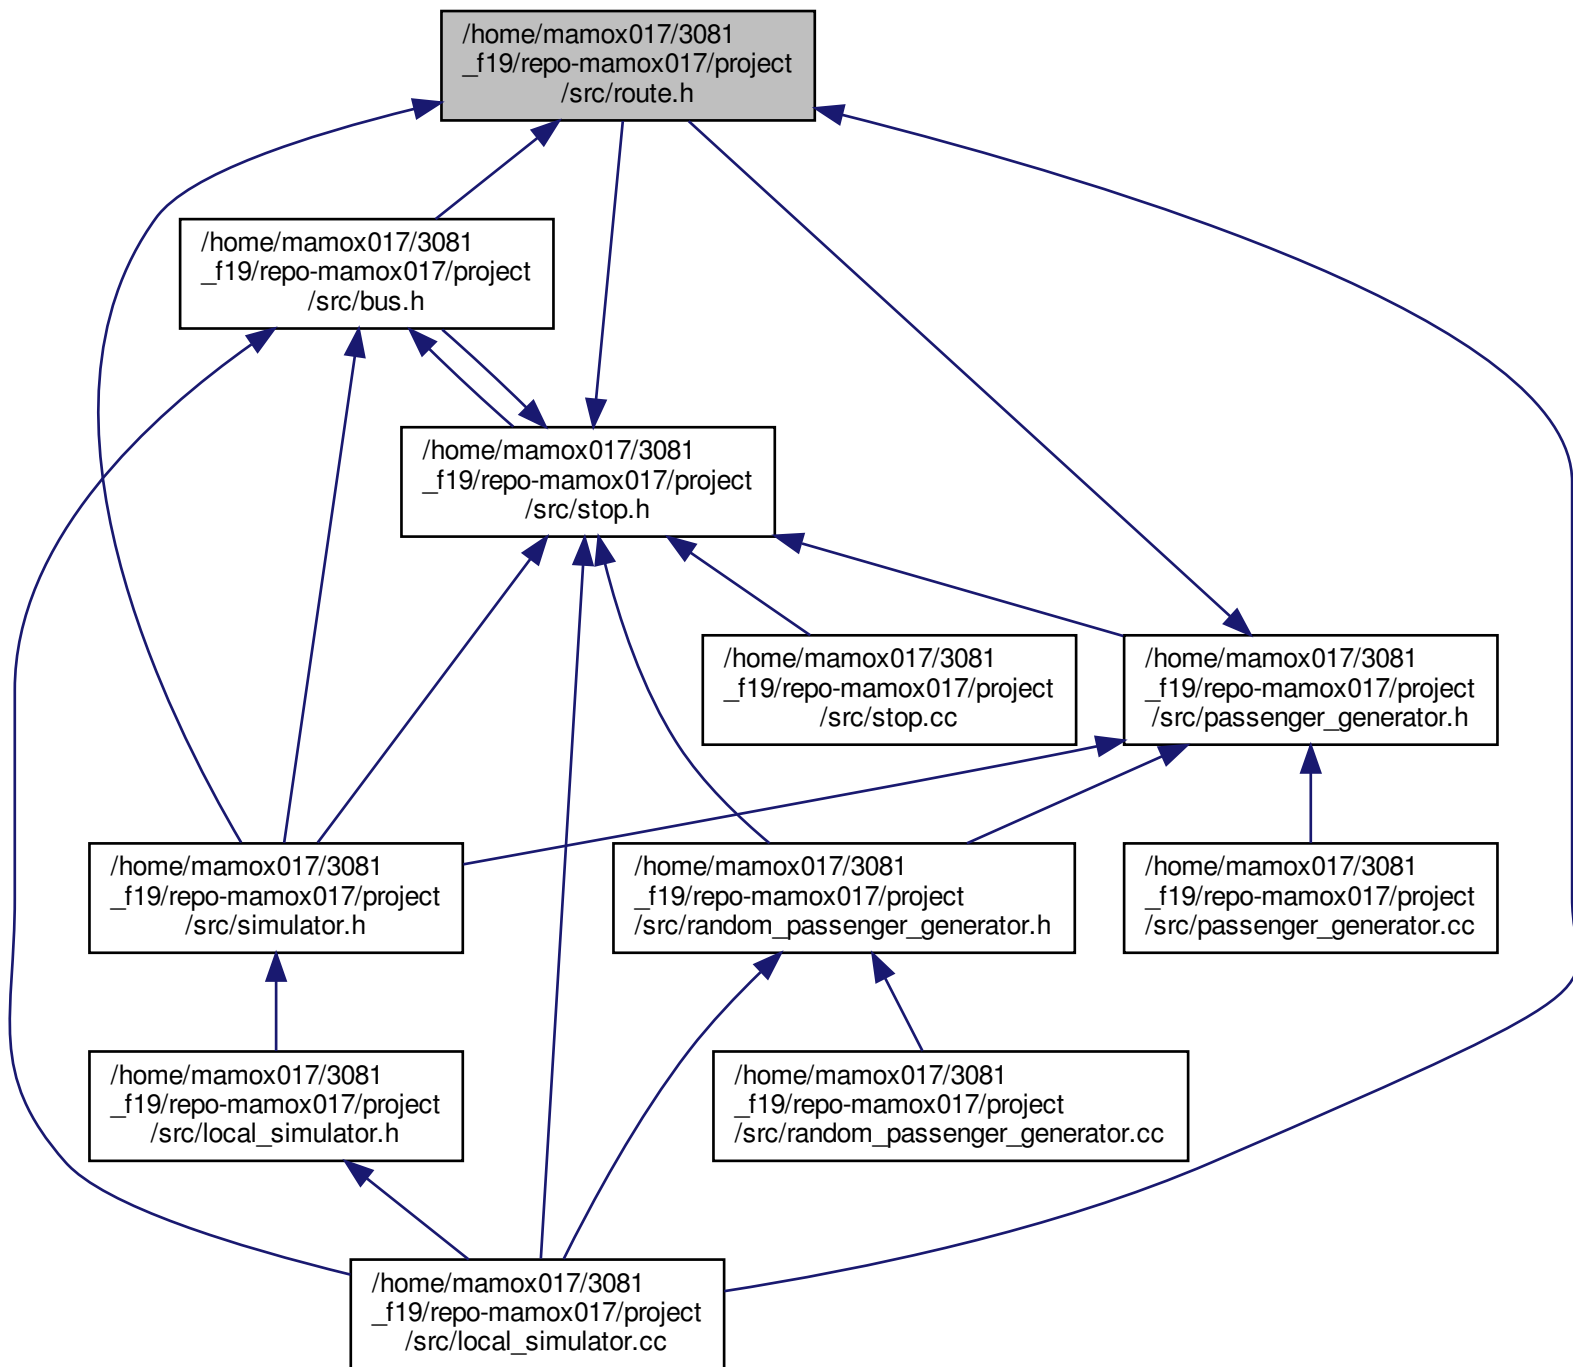 /home/mamox017/3081
_f19/repo-mamox017/project
/src/route.h
/home/mamox017/3081
_f19/repo-mamox017/project
/src/bus.h
/home/mamox017/3081
_f19/repo-mamox017/project
/src/stop.h
/home/mamox017/3081
_f19/repo-mamox017/project
/src/stop.cc
/home/mamox017/3081
_f19/repo-mamox017/project
/src/passenger_generator.h
/home/mamox017/3081
_f19/repo-mamox017/project
/src/simulator.h
/home/mamox017/3081
_f19/repo-mamox017/project
/src/random_passenger_generator.h
/home/mamox017/3081
_f19/repo-mamox017/project
/src/passenger_generator.cc
/home/mamox017/3081
_f19/repo-mamox017/project
/src/local_simulator.h
/home/mamox017/3081
_f19/repo-mamox017/project
/src/random_passenger_generator.cc
/home/mamox017/3081
_f19/repo-mamox017/project
/src/local_simulator.cc